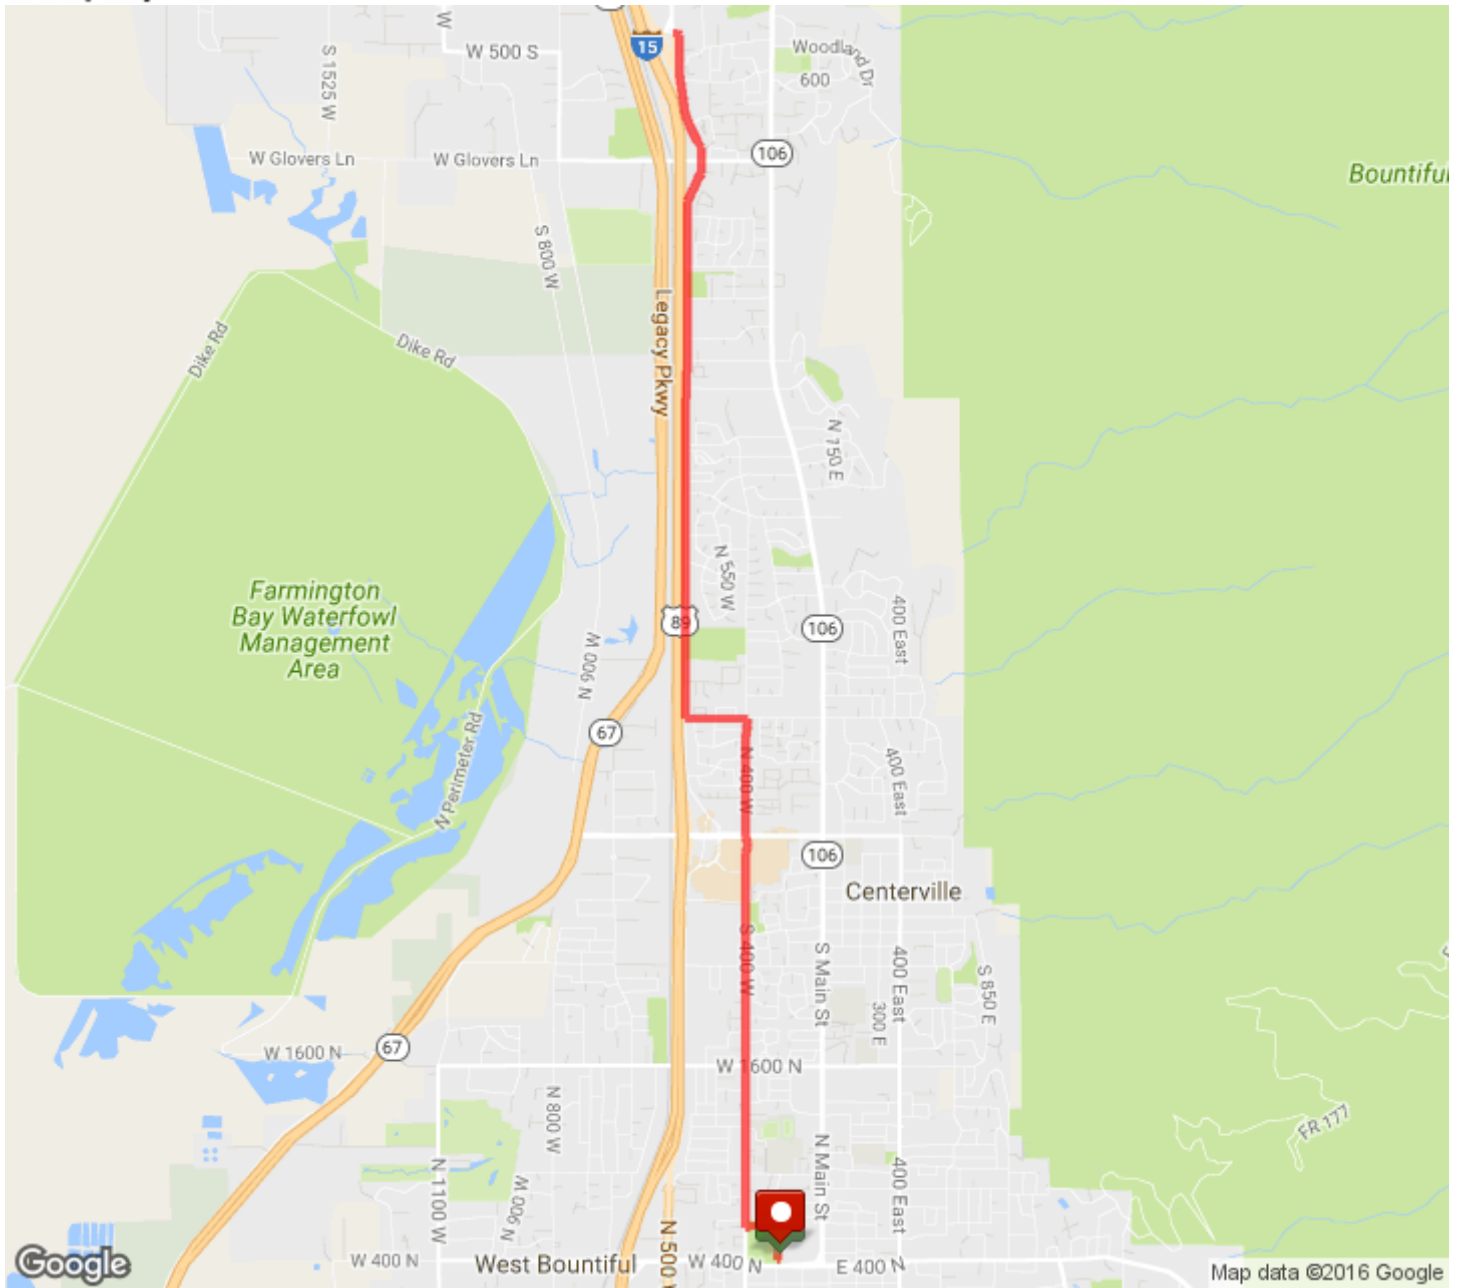 W
15
W 500 S
S 1525 W
Woodland Dr
600
W Glovers Ln
W Glovers Ln
106
Bountiful
S 800 W
Legacy Pkwy
Dike Rd
Dike Rd
N 150 E
N 550 W
Farmington
Bay Waterfowl
Management
Area
89
106
400 East
N 900 W
67
N Perimeter Rd
N 400 W
400 East
106
Centerville
S 400 W
S Main St
400 East
300 E
S 850 E
W 1600 N
67
W 1600 N
N 800 W
FR 177
N 1100 W
N 900 W
N Main St
400 East
N 500 W
W 400 N
West Bountiful
W 400 N
E 400 N
Google
Map data ©2016 Google